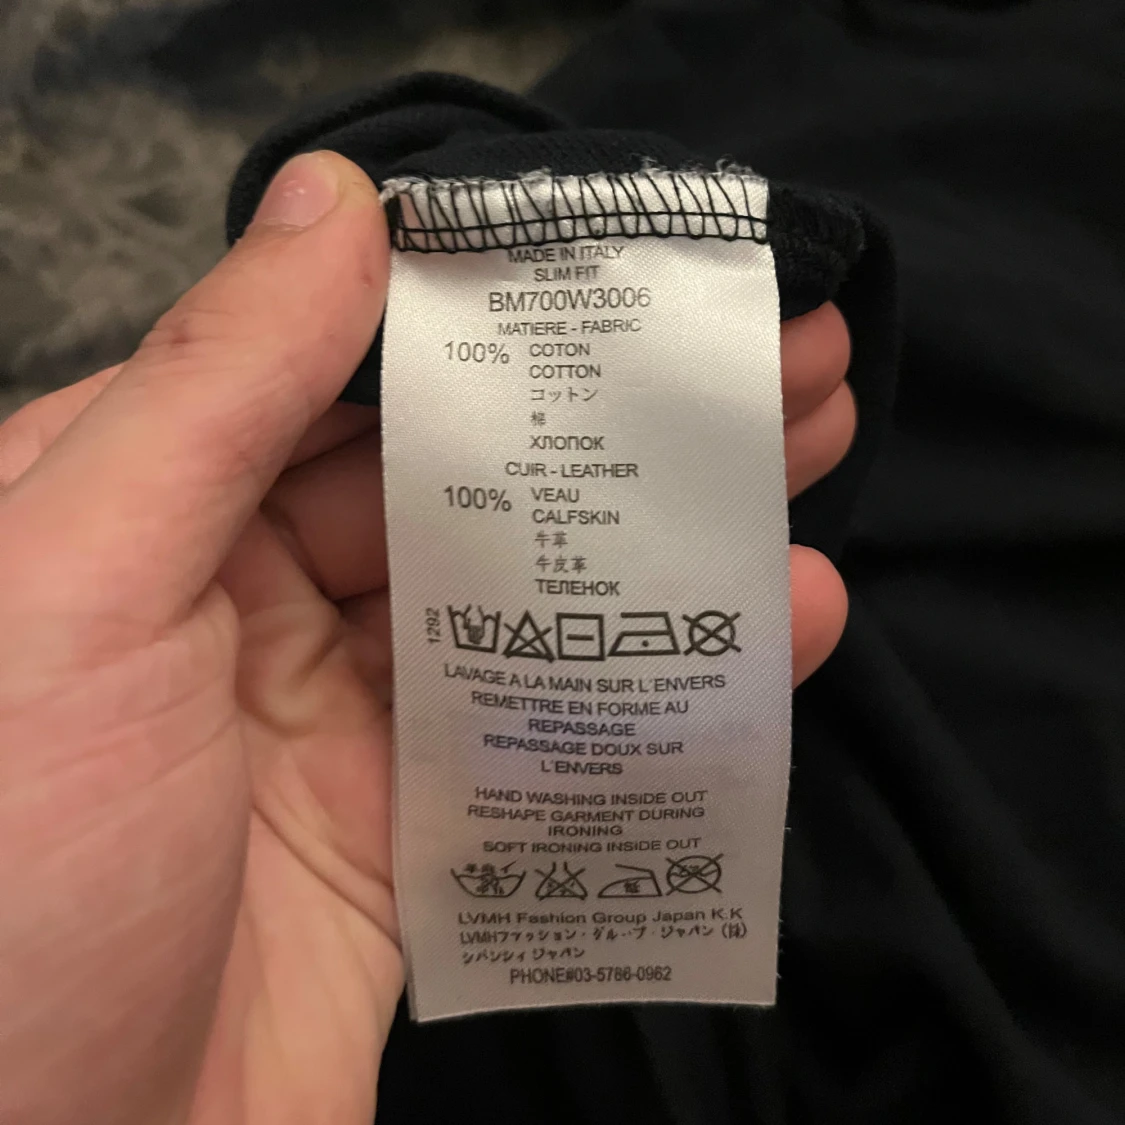 MADE IN ITALY
SLIM FIT
BM700W3006
MATIERE - FABRIC
100% COTON
COTTON
コットン
棉
ХЛОПОК
CUIR - LEATHER
100% VEAU
CALFSKIN
牛革
牛皮革
ТЕЛЕНОК
1292
LAVAGE A LA MAIN SUR L'ENVERS
REMETTRE EN FORME AU
REPASSAGE
REPASSAGE DOUX SUR
L'ENVERS
HAND WASHING INSIDE OUT
RESHAPE GARMENT DURING
IRONING
SOFT IRONING INSIDE OUT
低
LVMH Fashion Group Japan K.K
LVMHファッション・グループ・ジャパン（株）
ジバンシィ ジャパン
PHONE#03-5786-0962